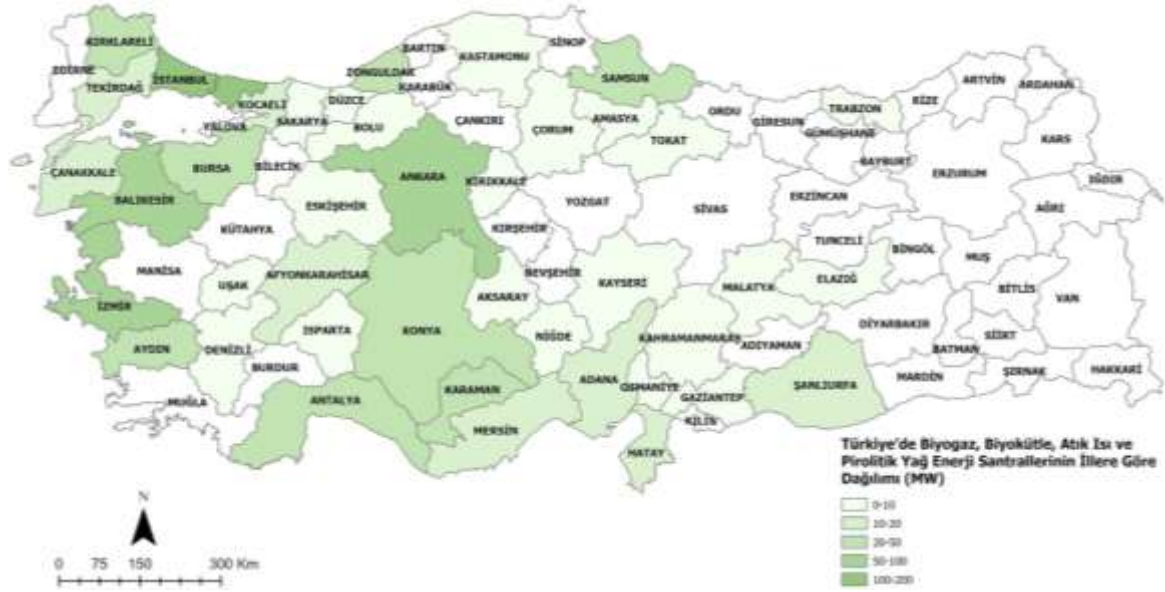 SİNOP
BARTIN
KASTAMONU
KIRKLARELİ
EDİRNE
TEKİRDAĞ
İSTANBUL
ZONGULDAK
KARABÜK
SAMSUN
ARTVİN
ARDAHAN
KOCAELİ
DÜZCE
YALOVA
SAKARYA
BOLU
ÇANKIRI
ÇORUM
AMASYA
TOKAT
ORDU
GİRESUN
TRABZON
RİZE
GÜMÜŞHANE
BAYBURT
KARS
ÇANAKKALE
BURSA
BİLECİK
BALIKESİR
ANKARA
KIRIKKALE
ESKİŞEHİR
YOZGAT
SİVAS
ERZİNCAN
ERZURUM
IĞDIR
AĞRI
KÜTAHYA
KIRŞEHİR
TUNCELİ
BİNGÖL
MUŞ
MANİSA
UŞAK
AFYONKARAHİSAR
NEVŞEHİR
AKSARAY
KAYSERİ
MALATYA
ELAZIĞ
BİTLİS
VAN
İZMİR
ISPARTA
KONYA
NİĞDE
KAHRAMANMARAŞ
ADIYAMAN
DİYARBAKIR
BATMAN
SİİRT
AYDIN
DENİZLİ
BURDUR
MUĞLA
ANTALYA
KARAMAN
MERSİN
ADANA
OSMANİYE
GAZİANTEP
KİLİS
ŞANLIURFA
MARDİN
ŞIRNAK
HAKKARİ
HATAY
Türkiye'de Biyogaz, Biyokütle, Atık Isı ve
Pirolitik Yağ Enerji Santrallerinin İllere Göre
Dağılımı (MW)
0-10
10-20
20-50
50-100
100-200
N
0 75 150 300 Km